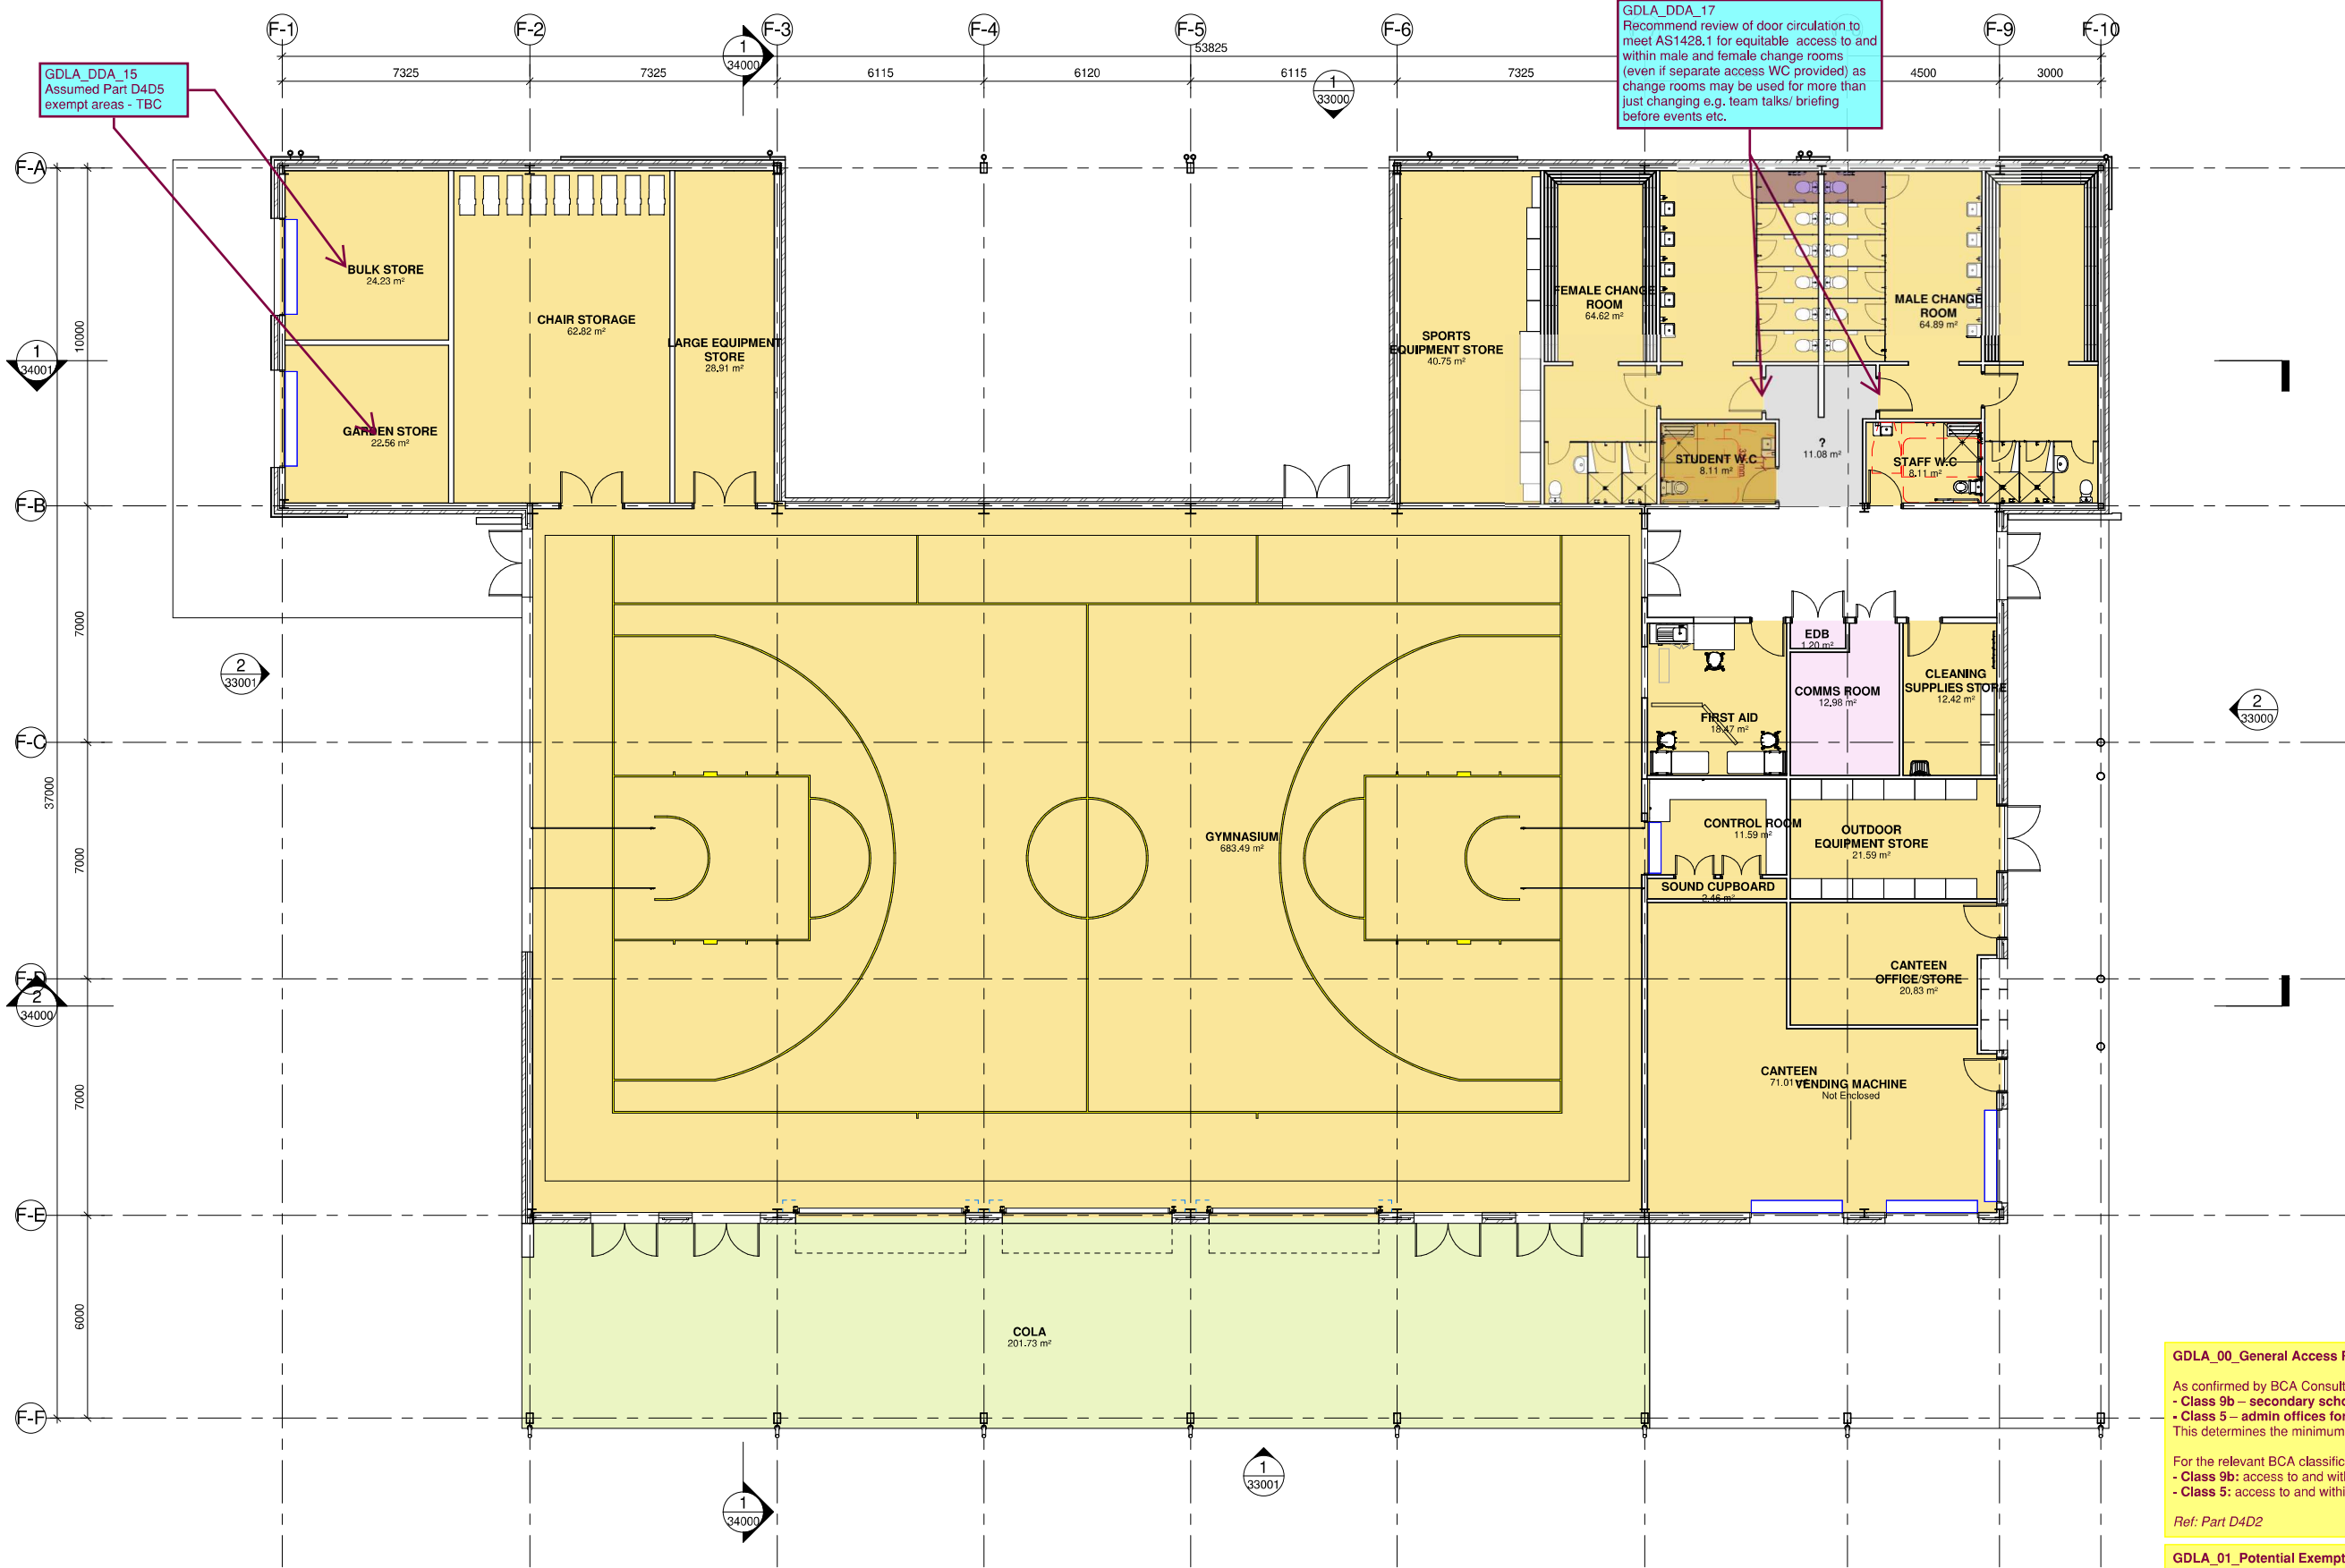 F-1
F-2
F-3
F-4
F-5
F-6
F-9
F-10
1
34000
53825
7325
7325
6115
6120
6115
7325
4500
3000
1
33000
GDLA_DDA_15
Assumed Part D4D5
exempt areas - TBC
GDLA_DDA_17
Recommend review of door circulation to
meet AS1428.1 for equitable access to and
within male and female change rooms
(even if separate access WC provided) as
change rooms may be used for more than
just changing e.g. team talks/ briefing
before events etc.
F-A
BULK STORE
24.23 m²
CHAIR STORAGE
62.82 m²
LARGE EQUIPMENT
STORE
28.91 m²
SPORTS
EQUIPMENT STORE
40.75 m²
FEMALE CHANGE
ROOM
64.62 m²
MALE CHANGE
ROOM
64.89 m²
10000
1
34001
GARDEN STORE
22.56 m²
STUDENT W.C
8.11 m²
?
11.08 m²
STAFF W.C
8.11 m²
F-B
7000
2
33001
EDB
1.20 m²
COMMS ROOM
12.98 m²
CLEANING
SUPPLIES STORE
12.42 m²
FIRST AID
18.47 m²
2
33000
F-C
37000
7000
GYMNASIUM
683.49 m²
CONTROL ROOM
11.59 m²
OUTDOOR
EQUIPMENT STORE
21.59 m²
SOUND CUPBOARD
2.46 m²
F-D
2
34000
CANTEEN
OFFICE/STORE
20.83 m²
7000
CANTEEN
71.01
VENDING MACHINE
Not Enclosed
F-E
6000
COLA
201.73 m²
F-F
1
34000
1
33001
GDLA_00_General Access
As confirmed by BCA
- Class 9b – secondary
- Class 5 – admin offices for
This determines the minimum
For the relevant BCA
- Class 9b: access to and
- Class 5: access to and
Ref: Part D4D2
GDLA_01_Potential